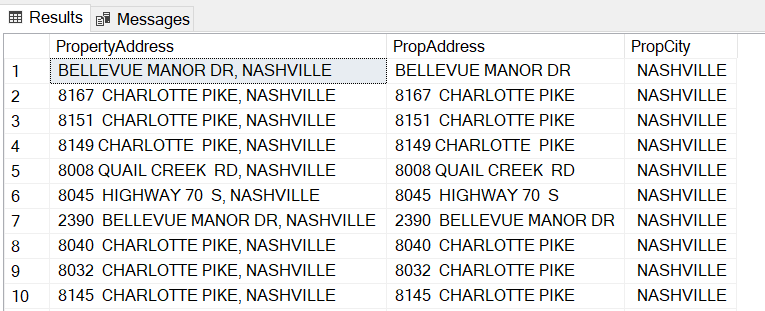 Results Messages
PropertyAddress PropAddress PropCity
1 BELLEVUE MANOR DR, NASHVILLE BELLEVUE MANOR DR NASHVILLE
2 8167  CHARLOTTE PIKE, NASHVILLE 8167  CHARLOTTE PIKE NASHVILLE
3 8151  CHARLOTTE PIKE, NASHVILLE 8151  CHARLOTTE PIKE NASHVILLE
4 8149 CHARLOTTE  PIKE, NASHVILLE 8149 CHARLOTTE  PIKE NASHVILLE
5 8008 QUAIL CREEK  RD, NASHVILLE 8008 QUAIL CREEK  RD NASHVILLE
6 8045  HIGHWAY 70  S, NASHVILLE 8045  HIGHWAY 70  S NASHVILLE
7 2390  BELLEVUE MANOR DR, NASHVILLE 2390  BELLEVUE MANOR DR NASHVILLE
8 8040  CHARLOTTE PIKE, NASHVILLE 8040  CHARLOTTE PIKE NASHVILLE
9 8032  CHARLOTTE PIKE, NASHVILLE 8032  CHARLOTTE PIKE NASHVILLE
10 8145  CHARLOTTE PIKE, NASHVILLE 8145  CHARLOTTE PIKE NASHVILLE